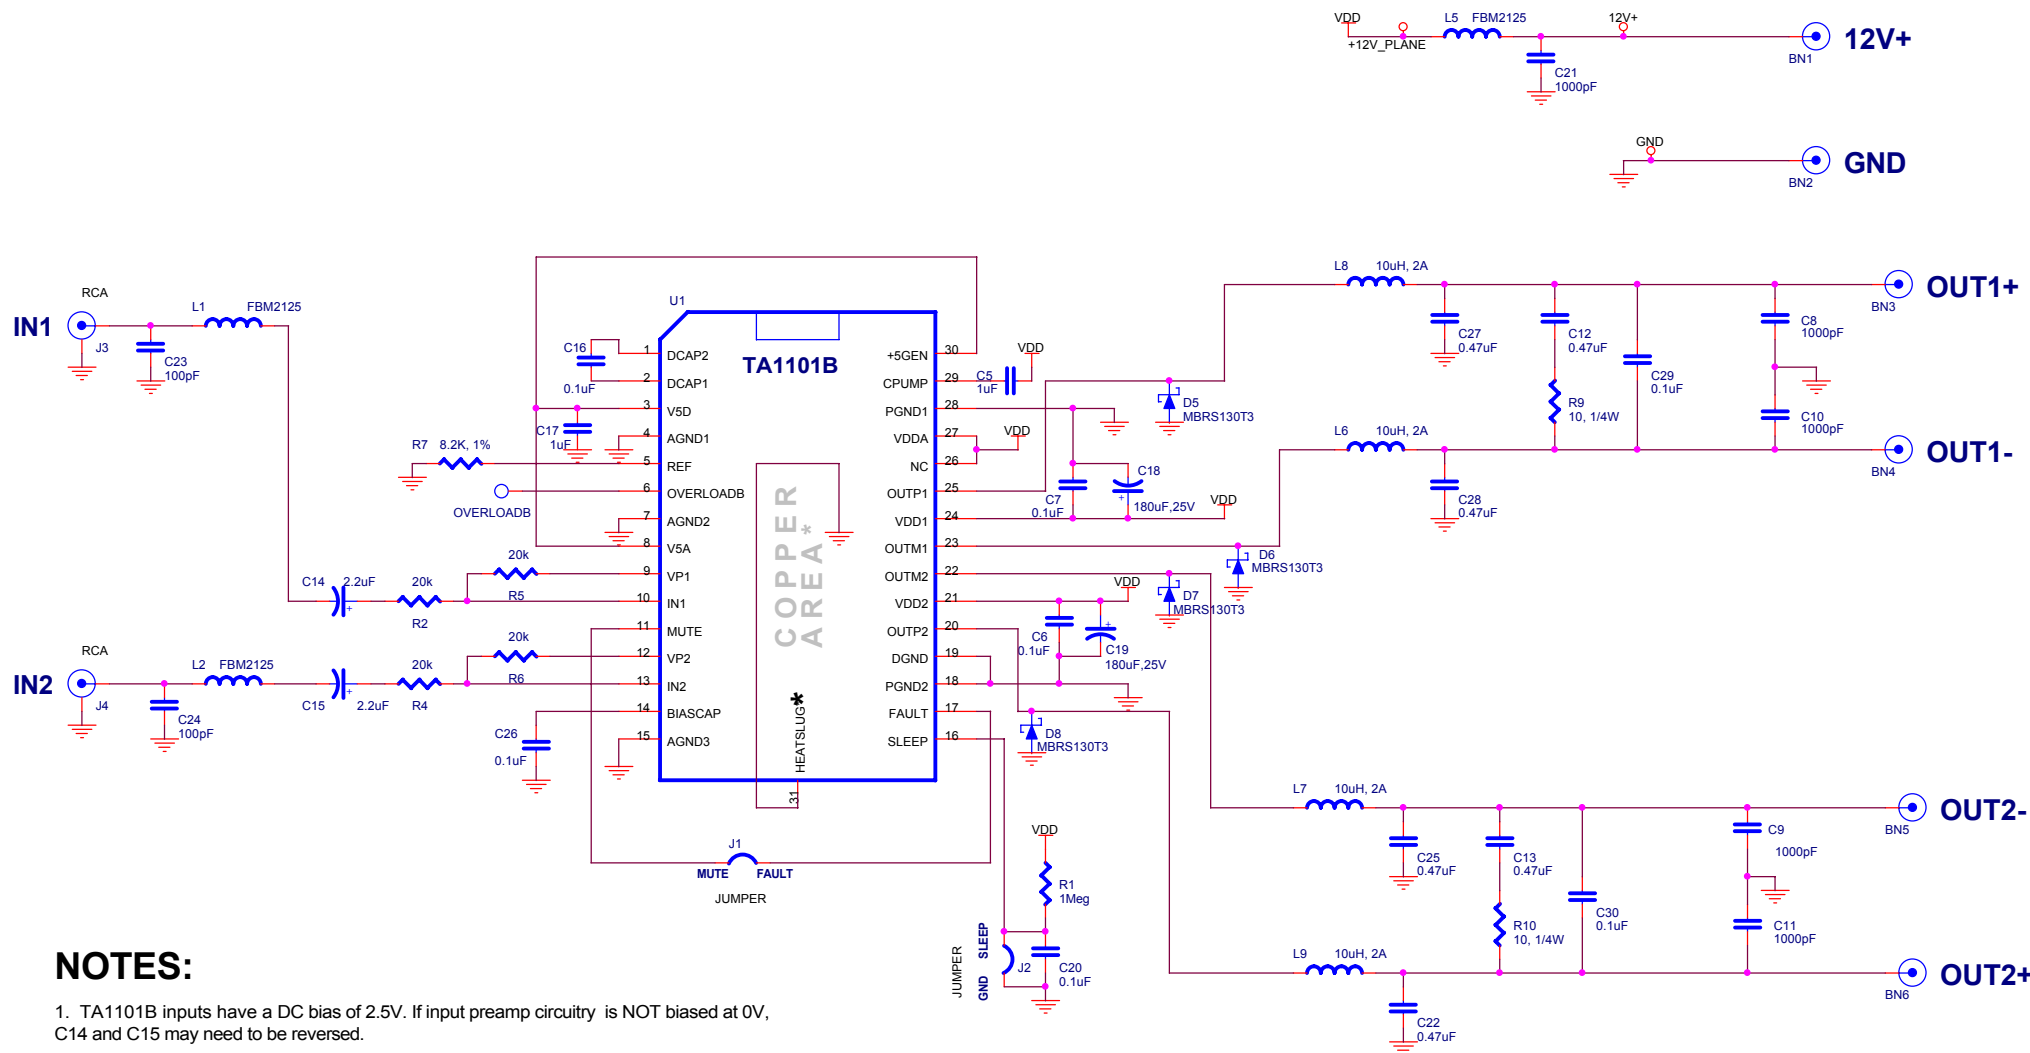 VDD
+12V_PLANE
L5 FBM2125
12V+
12V+
BN1
C21
1000pF
GND
GND
BN2
RCA
IN1
J3
C23
100pF
L1 FBM2125
R7 8.2K, 1%
OVERLOADB
C16
0.1uF
C17
1uF
U1
TA1101B
1 DCAP2
2 DCAP1
3 V5D
4 AGND1
5 REF
6 OVERLOADB
7 AGND2
8 V5A
9 VP1
10 IN1
11 MUTE
12 VP2
13 IN2
14 BIASCAP
15 AGND3
COPPER
AREA*
HEATSLUG*
31
+5GEN 30
CPUMP 29
PGND1 28
VDDA 27
NC 26
OUTP1 25
VDD1 24
OUTM1 23
OUTM2 22
VDD2 21
OUTP2 20
DGND 19
PGND2 18
FAULT 17
SLEEP 16
C5
1uF
VDD
VDD
C7
0.1uF
C18
180uF,25V
VDD
D5
MBRS130T3
D6
MBRS130T3
D7
MBRS130T3
VDD
C6
0.1uF
C19
180uF,25V
D8
MBRS130T3
L8 10uH, 2A
C27
0.47uF
C12
0.47uF
R9
10, 1/4W
C29
0.1uF
C8
1000pF
C10
1000pF
OUT1+
BN3
L6 10uH, 2A
C28
0.47uF
OUT1-
BN4
C14 2.2uF
20k
R2
20k
R5
RCA
IN2
J4
C24
100pF
L2 FBM2125
C15 2.2uF
20k
R4
20k
R6
C26
0.1uF
J1
MUTE FAULT
JUMPER
VDD
R1
1Meg
JUMPER
SLEEP
GND
J2
C20
0.1uF
L7 10uH, 2A
C25
0.47uF
C13
0.47uF
R10
10, 1/4W
C30
0.1uF
C9
1000pF
C11
1000pF
OUT2-
BN5
L9 10uH, 2A
C22
0.47uF
OUT2+
BN6
NOTES:
1. TA1101B inputs have a DC bias of 2.5V. If input preamp circuitry is NOT biased at 0V,
C14 and C15 may need to be reversed.